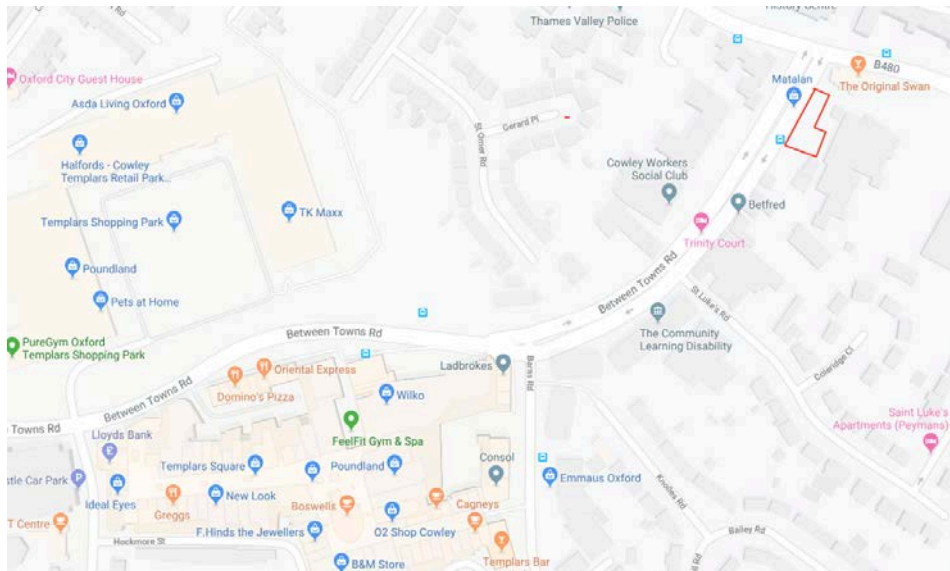 History Centre
Thames Valley Police
B480
Oxford City Guest House
Matalan
The Original Swan
Asda Living Oxford
Gerard Pl
St Omer Rd
Halfords - Cowley
Templars Retail Park...
Cowley Workers
Social Club
TK Maxx
Betfred
Templars Shopping Park
Trinity Court
Poundland
Between Towns Rd
St Luke's Rd
Pets at Home
Between Towns Rd
The Community
Learning Disability
PureGym Oxford
Templars Shopping Park
Ladbrokes
Barns Rd
Coleridge Cl
Oriental Express
Domino's Pizza
Between Towns Rd
Wilko
Saint Luke's
Apartments (Peymans)
e Towns Rd
Lloyds Bank
FeelFit Gym & Spa
Templars Square
Poundland
Consol
stle Car Park
Emmaus Oxford
Knolles Rd
Ideal Eyes
New Look
Boswells
Cagneys
Greggs
T Centre
F.Hinds the Jewellers
O2 Shop Cowley
Bailey Rd
Hockmore St
B&M Store
Templars Bar